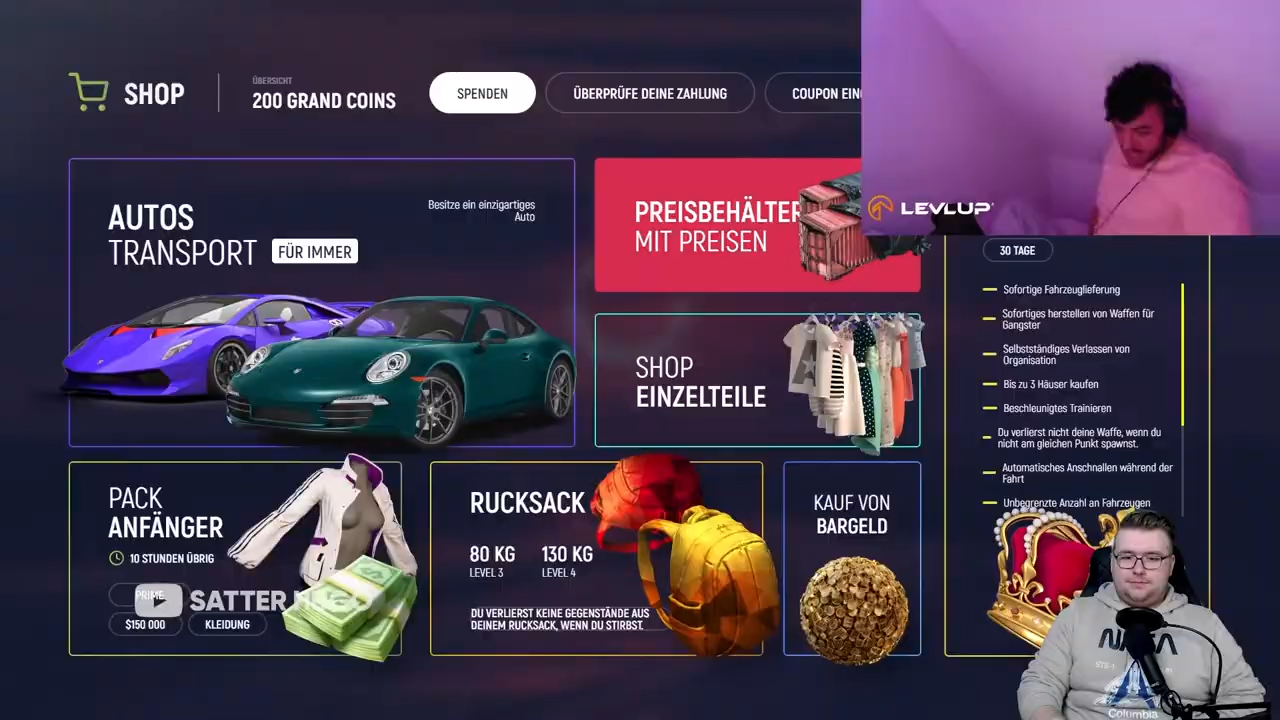 SHOP
ÜBERSICHT
200 GRAND COINS
SPENDEN
ÜBERPRÜFE DEINE ZAHLUNG
COUPON EIN
LEVLUP
AUTOS
TRANSPORT FÜR IMMER
Besitze ein einzigartiges
Auto
PREISBEHÄLTER
MIT PREISEN
SHOP
EINZELTEILE
30 TAGE
Sofortige Fahrzeuglieferung
Sofortiges herstellen von Waffen für
Gangster
Selbstständiges Verlassen von
Organisation
Bis zu 3 Häuser kaufen
Beschleunigtes Trainieren
Du verlierst nicht deine Waffe, wenn du
nicht am gleichen Punkt spawnst.
Automatisches Anschnallen während der
Fahrt
Unbegrenzte Anzahl an Fahrzeugen
PACK
ANFÄNGER
10 STUNDEN ÜBRIG
PRIME
SATTER
$150 000
KLEIDUNG
RUCKSACK
80 KG 130 KG
LEVEL 3 LEVEL 4
DU VERLIERST KEINE GEGENSTÄNDE AUS
DEINEM RUCKSACK, WENN DU STIRBST.
KAUF VON
BARGELD
NASA
Columbia